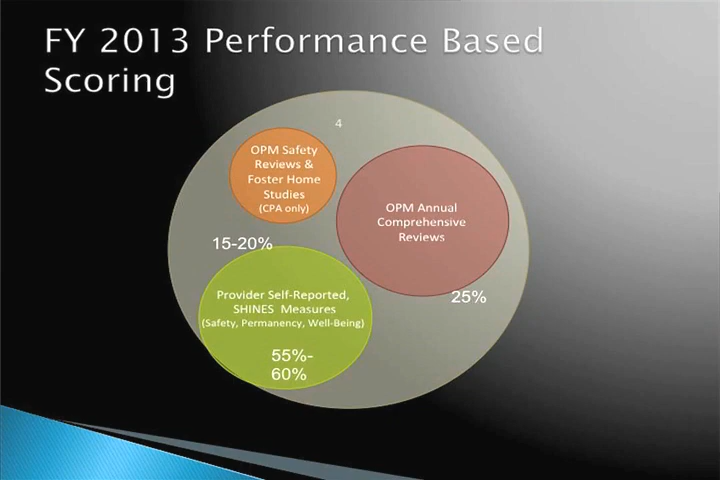 FY 2013 Performance Based
Scoring
4
OPM Safety
Reviews &
Foster Home
Studies
(CPA only)
OPM Annual
Comprehensive
Reviews
15-20%
25%
Provider Self-Reported,
SHINES Measures
(Safety, Permanency, Well-Being)
55%-
60%